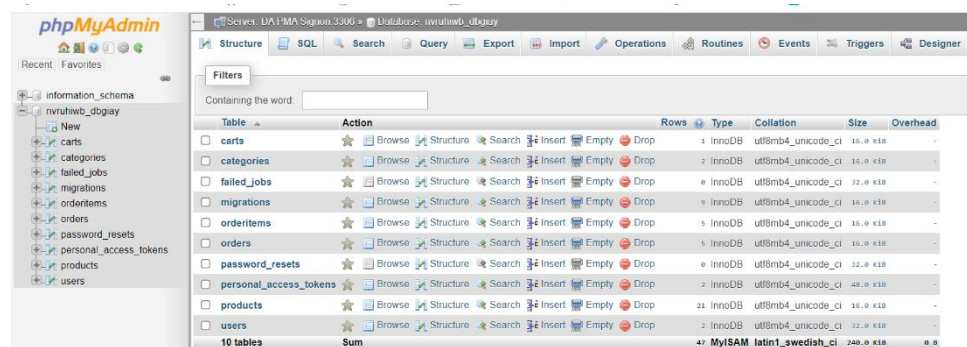 phpMyAdmin
Recent Favorites
information_schema
nvruhiwb_dbgiay
New
carts
categories
failed_jobs
migrations
orderitems
orders
password_resets
personal_access_tokens
products
users
Server: DA.PMA Signon:3306 » Database: nvruhiwb_dbgiay
Structure SQL Search Query Export Import Operations Routines Events Triggers Designer
Filters
Containing the word:
Table Action Rows Type Collation Size Overhead
carts Browse Structure Search Insert Empty Drop 1 InnoDB utf8mb4_unicode_ci 16.0 KiB -
categories Browse Structure Search Insert Empty Drop 2 InnoDB utf8mb4_unicode_ci 16.0 KiB -
failed_jobs Browse Structure Search Insert Empty Drop 0 InnoDB utf8mb4_unicode_ci 32.0 KiB -
migrations Browse Structure Search Insert Empty Drop 9 InnoDB utf8mb4_unicode_ci 16.0 KiB -
orderitems Browse Structure Search Insert Empty Drop 5 InnoDB utf8mb4_unicode_ci 16.0 KiB -
orders Browse Structure Search Insert Empty Drop 5 InnoDB utf8mb4_unicode_ci 16.0 KiB -
password_resets Browse Structure Search Insert Empty Drop 0 InnoDB utf8mb4_unicode_ci 32.0 KiB -
personal_access_tokens Browse Structure Search Insert Empty Drop 2 InnoDB utf8mb4_unicode_ci 48.0 KiB -
products Browse Structure Search Insert Empty Drop 21 InnoDB utf8mb4_unicode_ci 16.0 KiB -
users Browse Structure Search Insert Empty Drop 2 InnoDB utf8mb4_unicode_ci 32.0 KiB -
10 tables Sum 47 MyISAM latin1_swedish_ci 240.0 KiB 0 B